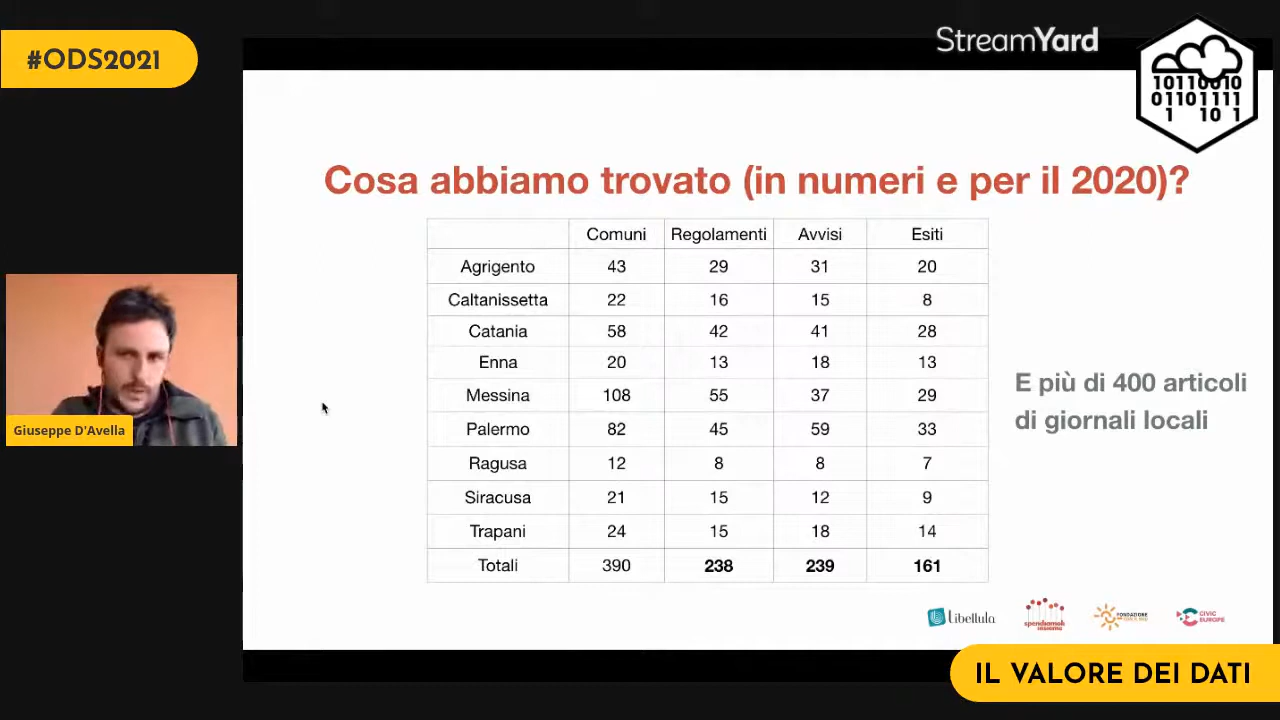 #ODS2021
StreamYard
10110010
01101111
1 10 1
Cosa abbiamo trovato (in numeri e per il 2020)?
Comuni Regolamenti Avvisi Esiti
Agrigento 43 29 31 20
Caltanissetta 22 16 15 8
Catania 58 42 41 28
Enna 20 13 18 13
Messina 108 55 37 29
Palermo 82 45 59 33
Ragusa 12 8 8 7
Siracusa 21 15 12 9
Trapani 24 15 18 14
Totali 390 238 239 161
E più di 400 articoli
di giornali locali
Giuseppe D'Avella
Libellula
spendiamoli
insieme
FONDAZIONE
CIVIC
EUROPE
IL VALORE DEI DATI